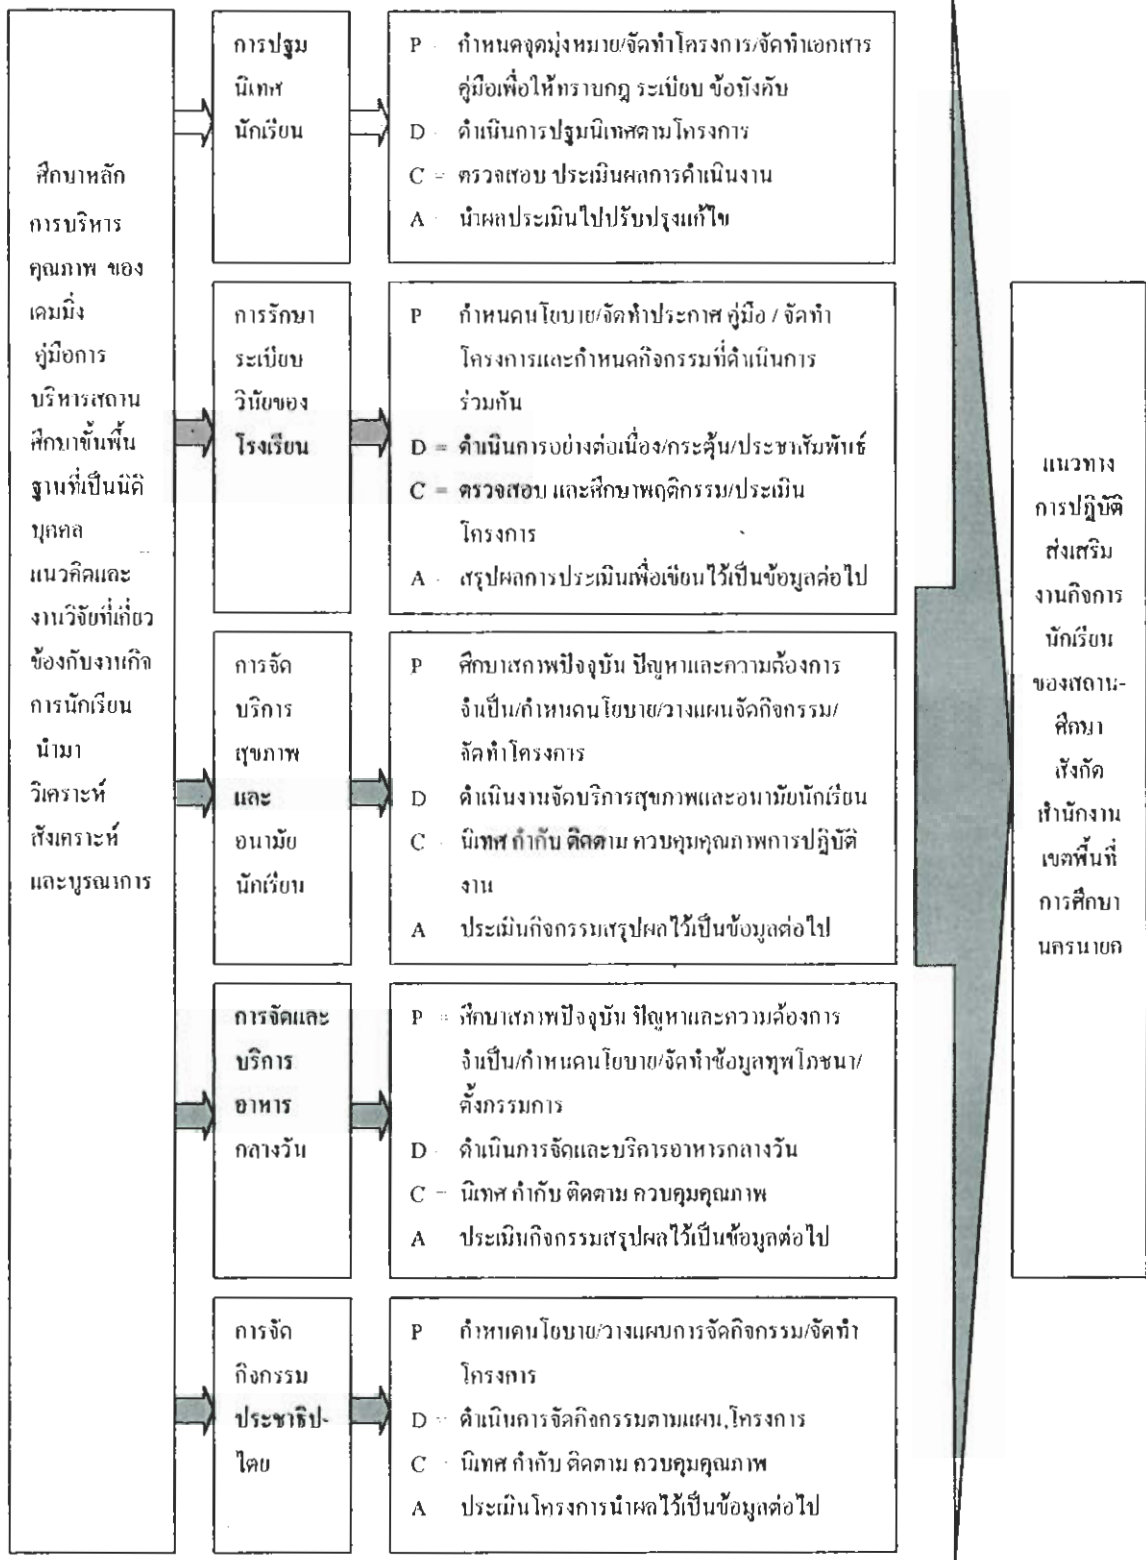 ศึกษาหลัก
การบริหาร
คุณภาพ ของ
เดมมิ่ง
คู่มือการ
บริหารสถาน
ศึกษาขั้นพื้น
ฐานที่เป็นนิติ
บุคคล
แนวคิดและ
งานวิจัยที่เกี่ยว
ข้องกับงานกิจ
การนักเรียน
นำมา
วิเคราะห์
สังเคราะห์
และบูรณาการ
การปฐม
นิเทศ
นักเรียน
P = กำหนดจุดมุ่งหมาย/จัดทำโครงการ/จัดทำเอกสาร
คู่มือเพื่อให้ทราบกฎ ระเบียบ ข้อบังคับ
D = ดำเนินการปฐมนิเทศตามโครงการ
C = ตรวจสอบ ประเมินผลการดำเนินงาน
A = นำผลประเมินไปปรับปรุงแก้ไข
การรักษา
ระเบียบ
วินัยของ
โรงเรียน
P กำหนดนโยบาย/จัดทำประกาศ คู่มือ / จัดทำ
โครงการและกำหนดกิจกรรมที่ดำเนินการ
ร่วมกัน
D = ดำเนินการอย่างต่อเนื่อง/กระตุ้น/ประชาสัมพันธ์
C = ตรวจสอบ และศึกษาพฤติกรรม/ประเมิน
โครงการ
A = สรุปผลการประเมินเพื่อเขียนไว้เป็นข้อมูลต่อไป
การจัด
บริการ
สุขภาพ
และ
อนามัย
นักเรียน
P ศึกษาสภาพปัจจุบัน ปัญหาและความต้องการ
จำเป็น/กำหนดนโยบาย/วางแผนจัดกิจกรรม/
จัดทำโครงการ
D ดำเนินงานจัดบริการสุขภาพและอนามัยนักเรียน
C = นิเทศ กำกับ ติดตาม ควบคุมคุณภาพการปฏิบัติ
งาน
A ประเมินกิจกรรมสรุปผลไว้เป็นข้อมูลต่อไป
การจัดและ
บริการ
อาหาร
กลางวัน
P = ศึกษาสภาพปัจจุบัน ปัญหาและความต้องการ
จำเป็น/กำหนดนโยบาย/จัดทำข้อมูลทุพโภชนา/
ตั้งกรรมการ
D = ดำเนินการจัดและบริการอาหารกลางวัน
C = นิเทศ กำกับ ติดตาม ควบคุมคุณภาพ
A ประเมินกิจกรรมสรุปผลไว้เป็นข้อมูลต่อไป
การจัด
กิจกรรม
ประชาธิป-
ไตย
P กำหนดนโยบาย/วางแผนการจัดกิจกรรม/จัดทำ
โครงการ
D = ดำเนินการจัดกิจกรรมตามแผน,โครงการ
C = นิเทศ กำกับ ติดตาม ควบคุมคุณภาพ
A ประเมินโครงการนำผลไว้เป็นข้อมูลต่อไป
แนวทาง
การปฏิบัติ
ส่งเสริม
งานกิจการ
นักเรียน
ของสถาน-
ศึกษา
สังกัด
สำนักงาน
เขตพื้นที่
การศึกษา
นครนายก